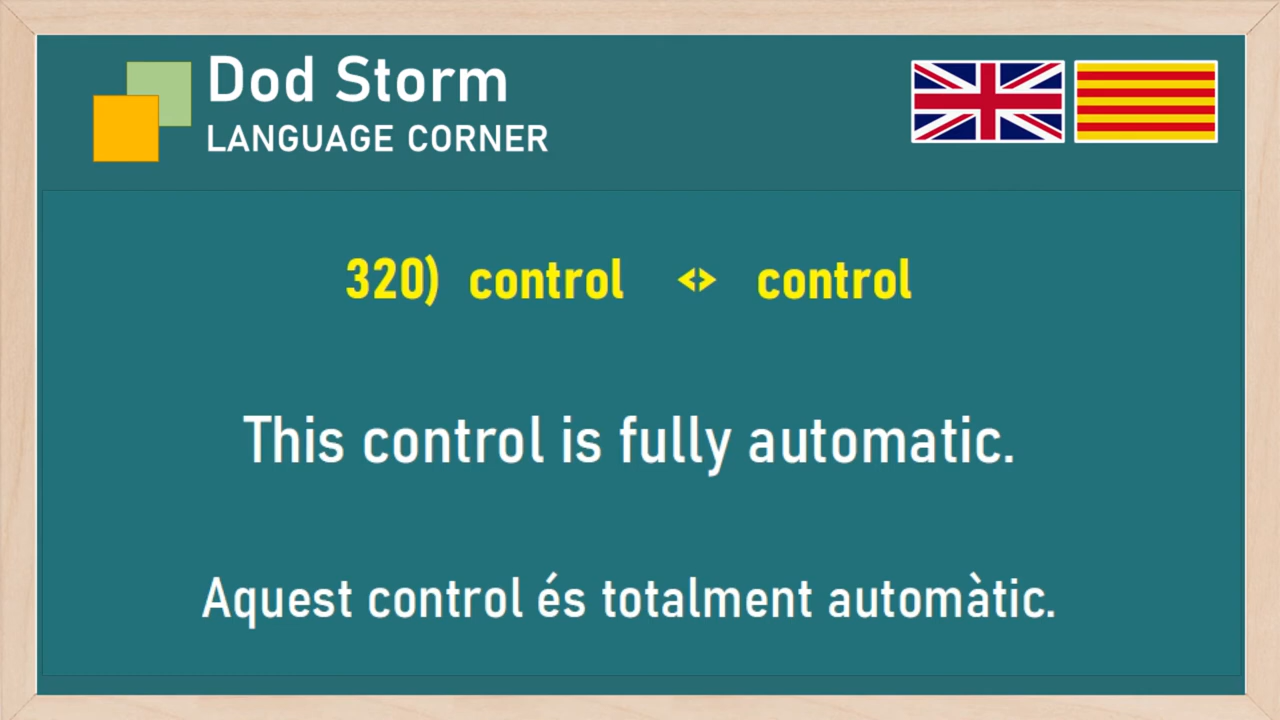 Dod Storm
LANGUAGE CORNER
320) control <> control
This control is fully automatic.
Aquest control és totalment automàtic.